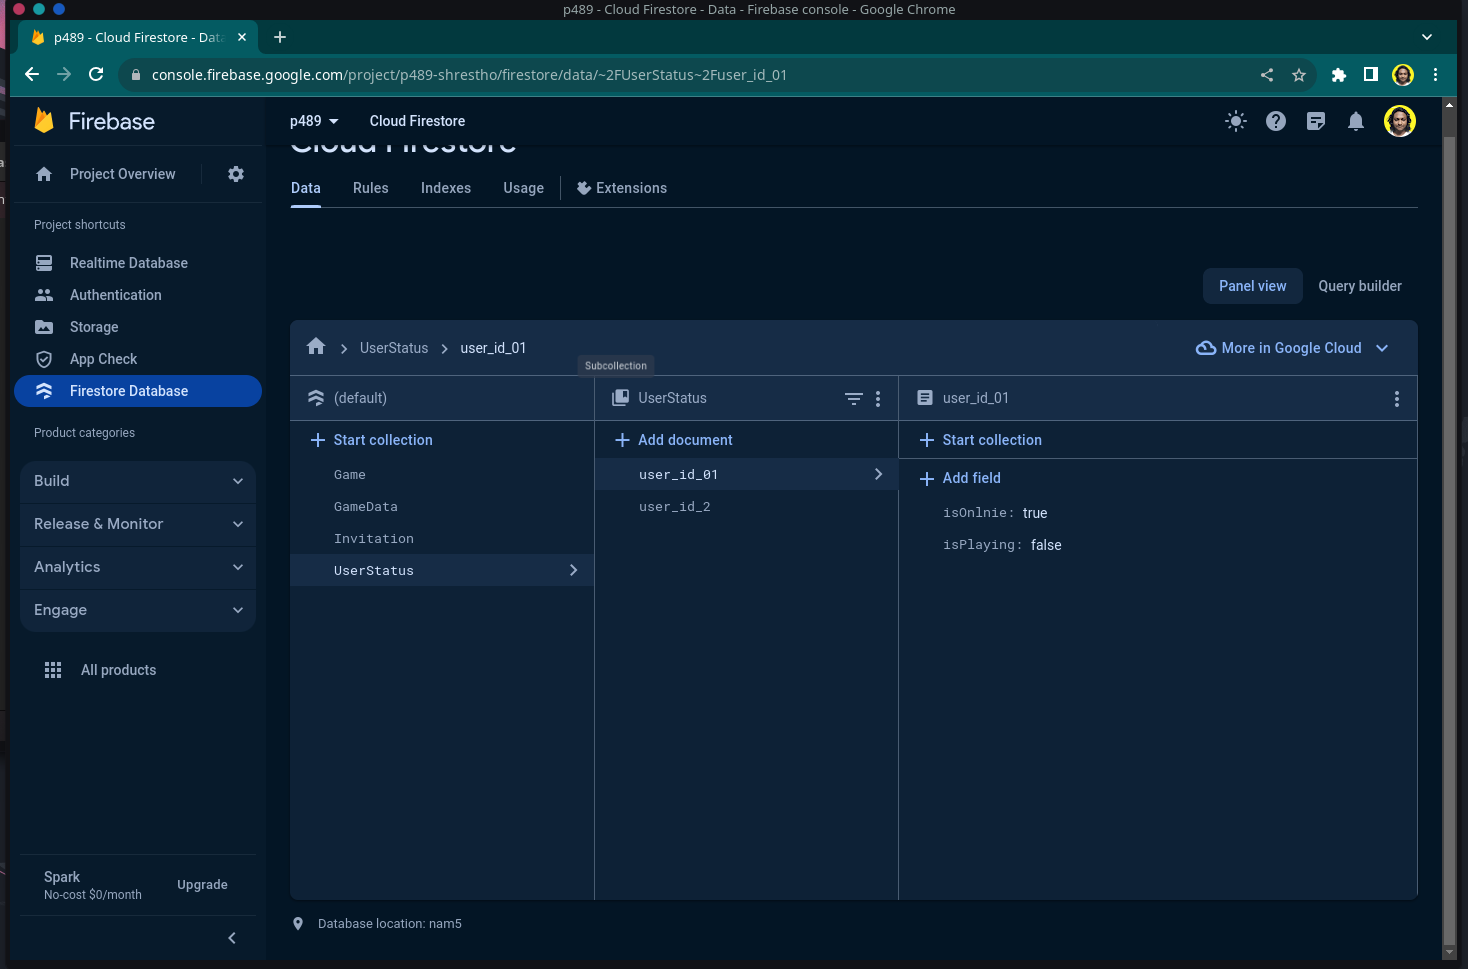 p489 - Cloud Firestore - Data - Firebase console - Google Chrome
p489 - Cloud Firestore - Data
console.firebase.google.com/project/p489-shrestho/firestore/data/~2FUserStatus~2Fuser_id_01
Firebase
p489
Cloud Firestore
Cloud Firestore
Project Overview
Data
Rules
Indexes
Usage
Extensions
Project shortcuts
Realtime Database
Authentication
Storage
App Check
Firestore Database
Product categories
Build
Release & Monitor
Analytics
Engage
All products
Spark
No-cost $0/month
Upgrade
Panel view
Query builder
UserStatus
user_id_01
More in Google Cloud
Subcollection
(default)
Start collection
Game
GameData
Invitation
UserStatus
UserStatus
Add document
user_id_01
user_id_2
user_id_01
Start collection
Add field
isOnlnie: true
isPlaying: false
Database location: nam5